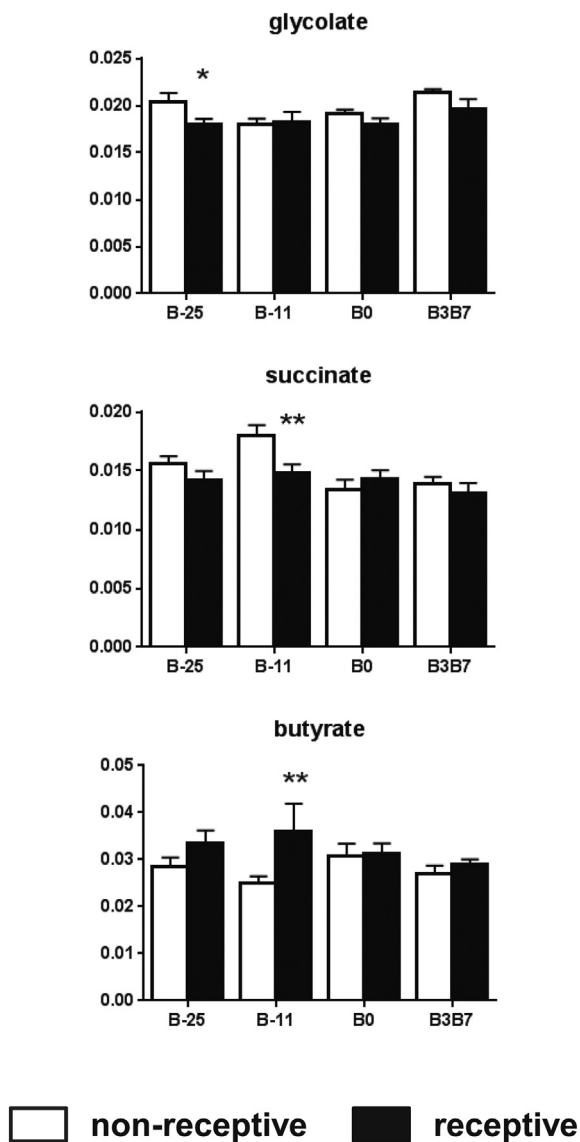 glycolate
0.025
*
0.020
0.015
0.010
0.005
0.000
B-25 B-11 B0 B3B7
succinate
0.020
**
0.015
0.010
0.005
0.000
B-25 B-11 B0 B3B7
butyrate
0.05
**
0.04
0.03
0.02
0.01
0.00
B-25 B-11 B0 B3B7
non-receptive receptive